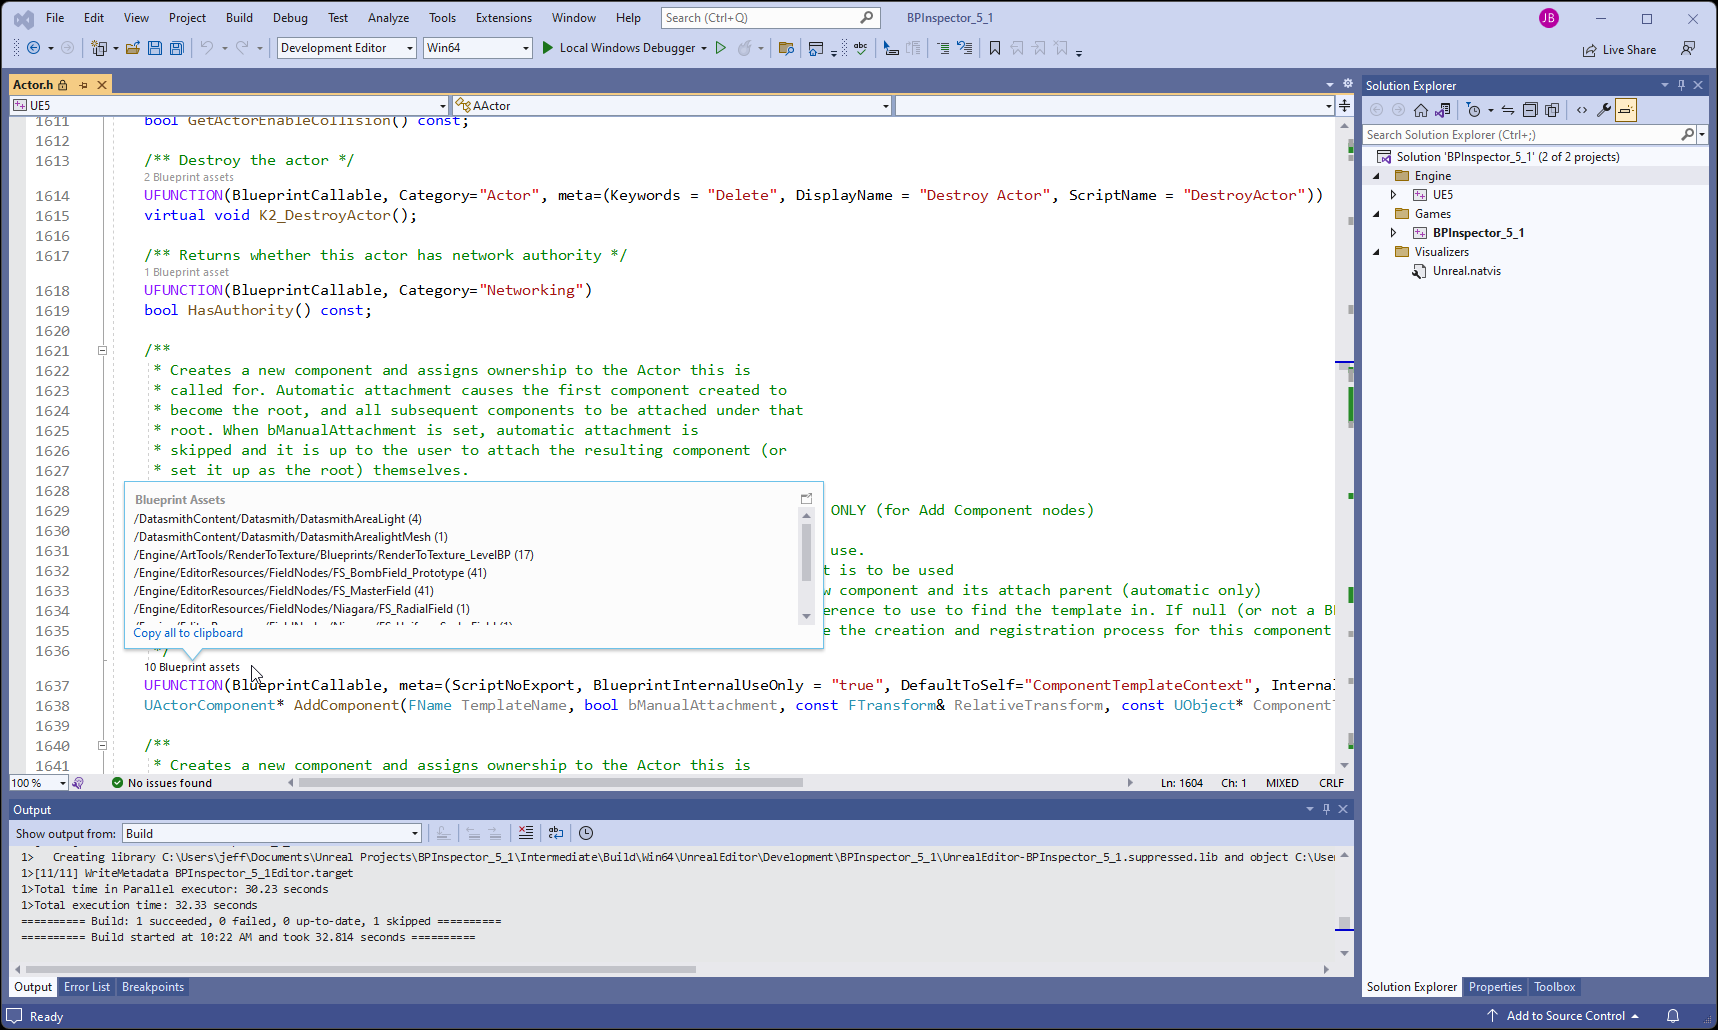 File Edit View Project Build Debug Test Analyze Tools Extensions Window Help Search (Ctrl+Q) BPInspector_5_1 JB
Development Editor Win64 Local Windows Debugger abc Live Share
Actor.h
UE5 AActor
1611 bool GetActorEnableCollision() const;
1612
1613 /** Destroy the actor */
2 Blueprint assets
1614 UFUNCTION(BlueprintCallable, Category="Actor", meta=(Keywords = "Delete", DisplayName = "Destroy Actor", ScriptName = "DestroyActor"))
1615 virtual void K2_DestroyActor();
1616
1617 /** Returns whether this actor has network authority */
1 Blueprint asset
1618 UFUNCTION(BlueprintCallable, Category="Networking")
1619 bool HasAuthority() const;
1620
1621 /**
1622 * Creates a new component and assigns ownership to the Actor this is
1623 * called for. Automatic attachment causes the first component created to
1624 * become the root, and all subsequent components to be attached under that
1625 * root. When bManualAttachment is set, automatic attachment is
1626 * skipped and it is up to the user to attach the resulting component (or
1627 * set it up as the root) themselves.
1628
1629 ONLY (for Add Component nodes)
1630
1631 use.
1632 t is to be used
1633 w component and its attach parent (automatic only)
1634 erence to use to find the template in. If null (or not a Bl
1635 e the creation and registration process for this component
1636 */
Blueprint Assets
/DatasmithContent/Datasmith/DatasmithAreaLight (4)
/DatasmithContent/Datasmith/DatasmithArealightMesh (1)
/Engine/ArtTools/RenderToTexture/Blueprints/RenderToTexture_LevelBP (17)
/Engine/EditorResources/FieldNodes/FS_BombField_Prototype (41)
/Engine/EditorResources/FieldNodes/FS_MasterField (41)
/Engine/EditorResources/FieldNodes/Niagara/FS_RadialField (1)
Copy all to clipboard
10 Blueprint assets
1637 UFUNCTION(BlueprintCallable, meta=(ScriptNoExport, BlueprintInternalUseOnly = "true", DefaultToSelf="ComponentTemplateContext", Internal
1638 UActorComponent* AddComponent(FName TemplateName, bool bManualAttachment, const FTransform& RelativeTransform, const UObject* ComponentT
1639
1640 /**
1641 * Creates a new component and assigns ownership to the Actor this is
100 % No issues found Ln: 1604 Ch: 1 MIXED CRLF
Output
Show output from: Build
1> Creating library C:\Users\jeff\Documents\Unreal Projects\BPInspector_5_1\Intermediate\Build\Win64\UnrealEditor\Development\BPInspector_5_1\UnrealEditor-BPInspector_5_1.suppressed.lib and object C:\Use
1>[11/11] WriteMetadata BPInspector_5_1Editor.target
1>Total time in Parallel executor: 30.23 seconds
1>Total execution time: 32.33 seconds
========== Build: 1 succeeded, 0 failed, 0 up-to-date, 1 skipped ==========
========== Build started at 10:22 AM and took 32.814 seconds ==========
Output Error List Breakpoints
Ready
Solution Explorer
Search Solution Explorer (Ctrl+;)
Solution 'BPInspector_5_1' (2 of 2 projects)
Engine
UE5
Games
BPInspector_5_1
Visualizers
Unreal.natvis
Solution Explorer Properties Toolbox
Add to Source Control